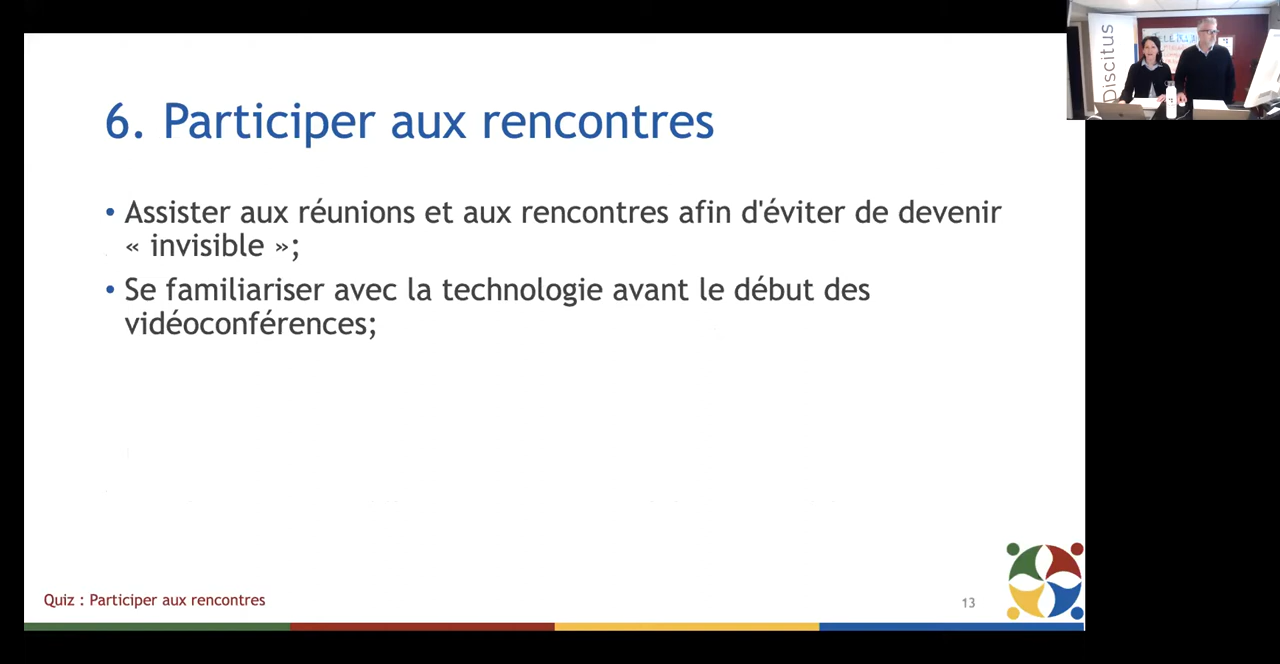 Discitus
6. Participer aux rencontres
• Assister aux réunions et aux rencontres afin d'éviter de devenir
« invisible »;
• Se familiariser avec la technologie avant le début des
vidéoconférences;
Quiz : Participer aux rencontres
13